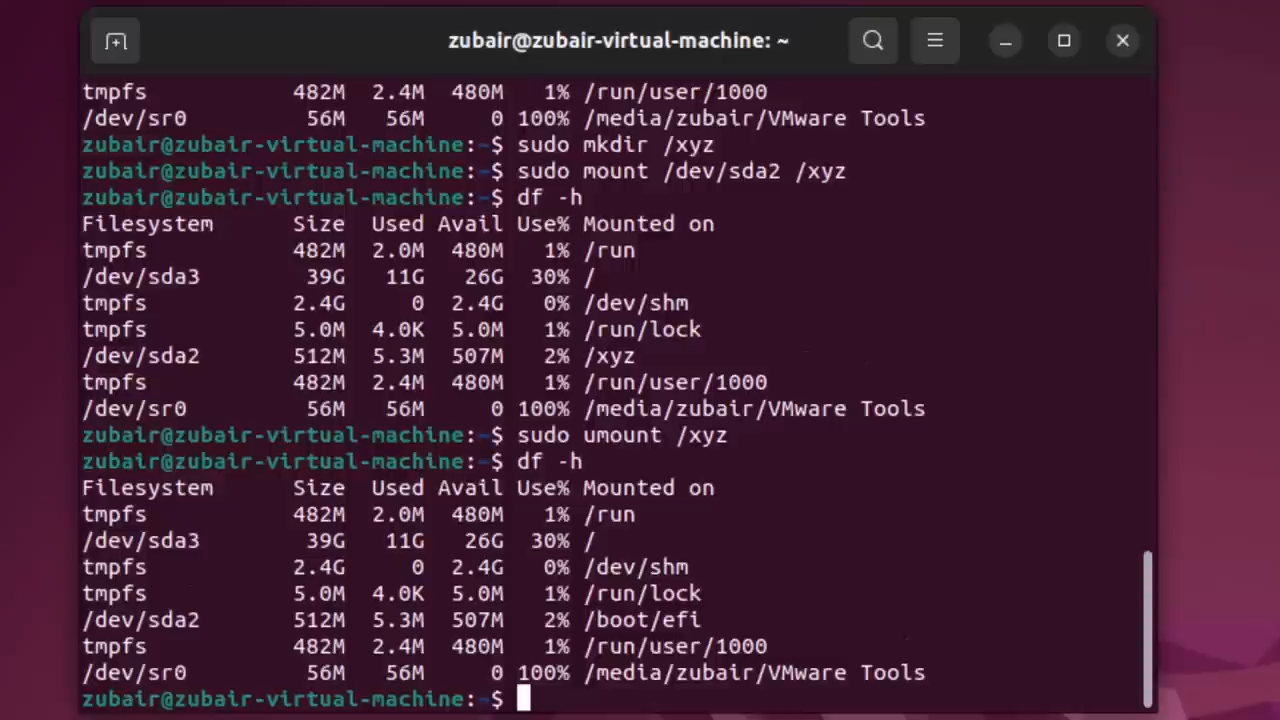 zubair@zubair-virtual-machine: ~
tmpfs 482M 2.4M 480M 1% /run/user/1000
/dev/sr0 56M 56M 0 100% /media/zubair/VMware Tools
zubair@zubair-virtual-machine:~$ sudo mkdir /xyz
zubair@zubair-virtual-machine:~$ sudo mount /dev/sda2 /xyz
zubair@zubair-virtual-machine:~$ df -h
Filesystem Size Used Avail Use% Mounted on
tmpfs 482M 2.0M 480M 1% /run
/dev/sda3 39G 11G 26G 30% /
tmpfs 2.4G 0 2.4G 0% /dev/shm
tmpfs 5.0M 4.0K 5.0M 1% /run/lock
/dev/sda2 512M 5.3M 507M 2% /xyz
tmpfs 482M 2.4M 480M 1% /run/user/1000
/dev/sr0 56M 56M 0 100% /media/zubair/VMware Tools
zubair@zubair-virtual-machine:~$ sudo umount /xyz
zubair@zubair-virtual-machine:~$ df -h
Filesystem Size Used Avail Use% Mounted on
tmpfs 482M 2.0M 480M 1% /run
/dev/sda3 39G 11G 26G 30% /
tmpfs 2.4G 0 2.4G 0% /dev/shm
tmpfs 5.0M 4.0K 5.0M 1% /run/lock
/dev/sda2 512M 5.3M 507M 2% /boot/efi
tmpfs 482M 2.4M 480M 1% /run/user/1000
/dev/sr0 56M 56M 0 100% /media/zubair/VMware Tools
zubair@zubair-virtual-machine:~$